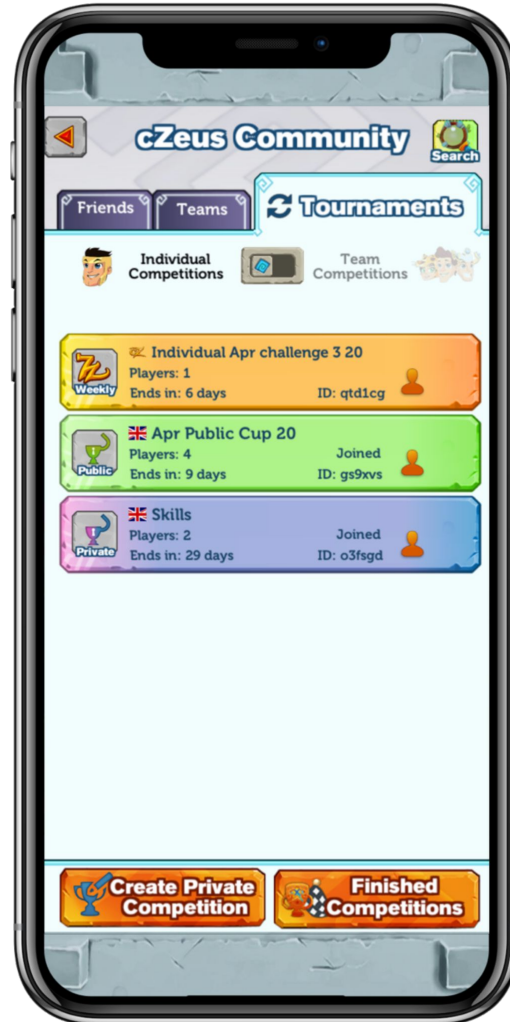 cZeus Community
Search
Friends
Teams
Tournaments
Individual
Competitions
Team
Competitions
Weekly
Individual Apr challenge 3 20
Players: 1
Ends in: 6 days
ID: qtd1cg
Public
Apr Public Cup 20
Players: 4
Joined
Ends in: 9 days
ID: gs9xvs
Private
Skills
Players: 2
Joined
Ends in: 29 days
ID: o3fsgd
Create Private
Competition
Finished
Competitions